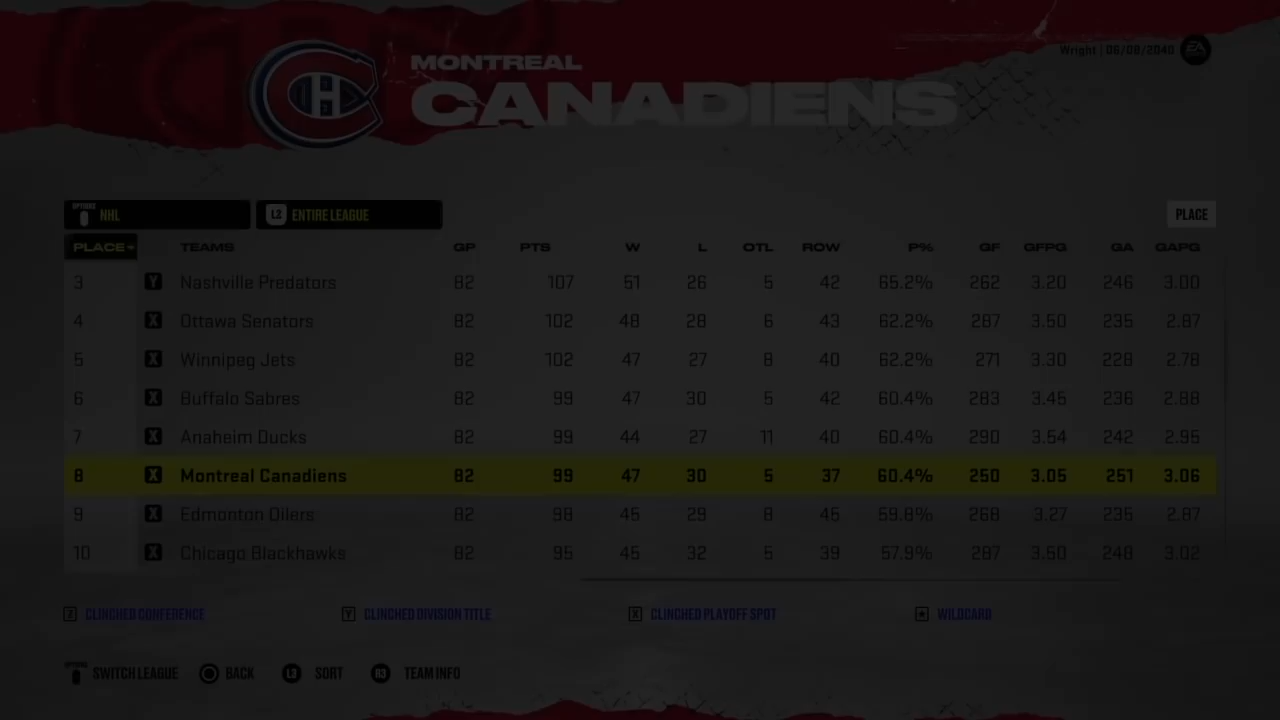 MONTREAL
CANADIENS
Wright | 06/08/2040 EA
OPTIONS NHL L2 ENTIRE LEAGUE PLACE
PLACE TEAMS GP PTS W L OTL ROW P% GF GFPG GA GAPG
3 Y Nashville Predators 82 107 51 26 5 42 65.2% 262 3.20 246 3.00
4 X Ottawa Senators 82 102 48 28 6 43 62.2% 287 3.50 235 2.87
5 X Winnipeg Jets 82 102 47 27 8 40 62.2% 271 3.30 228 2.78
6 X Buffalo Sabres 82 99 47 30 5 42 60.4% 283 3.45 236 2.88
7 X Anaheim Ducks 82 99 44 27 11 40 60.4% 290 3.54 242 2.95
8 X Montreal Canadiens 82 99 47 30 5 37 60.4% 250 3.05 251 3.06
9 X Edmonton Oilers 82 98 45 29 8 45 59.8% 268 3.27 235 2.87
10 X Chicago Blackhawks 82 95 45 32 5 39 57.9% 287 3.50 248 3.02
Z CLINCHED CONFERENCE Y CLINCHED DIVISION TITLE X CLINCHED PLAYOFF SPOT * WILDCARD
OPTIONS SWITCH LEAGUE BACK L3 SORT R3 TEAM INFO